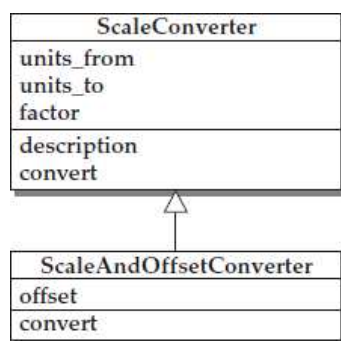 ScaleConverter
units_from
units_to
factor
description
convert
ScaleAndOffsetConverter
offset
convert